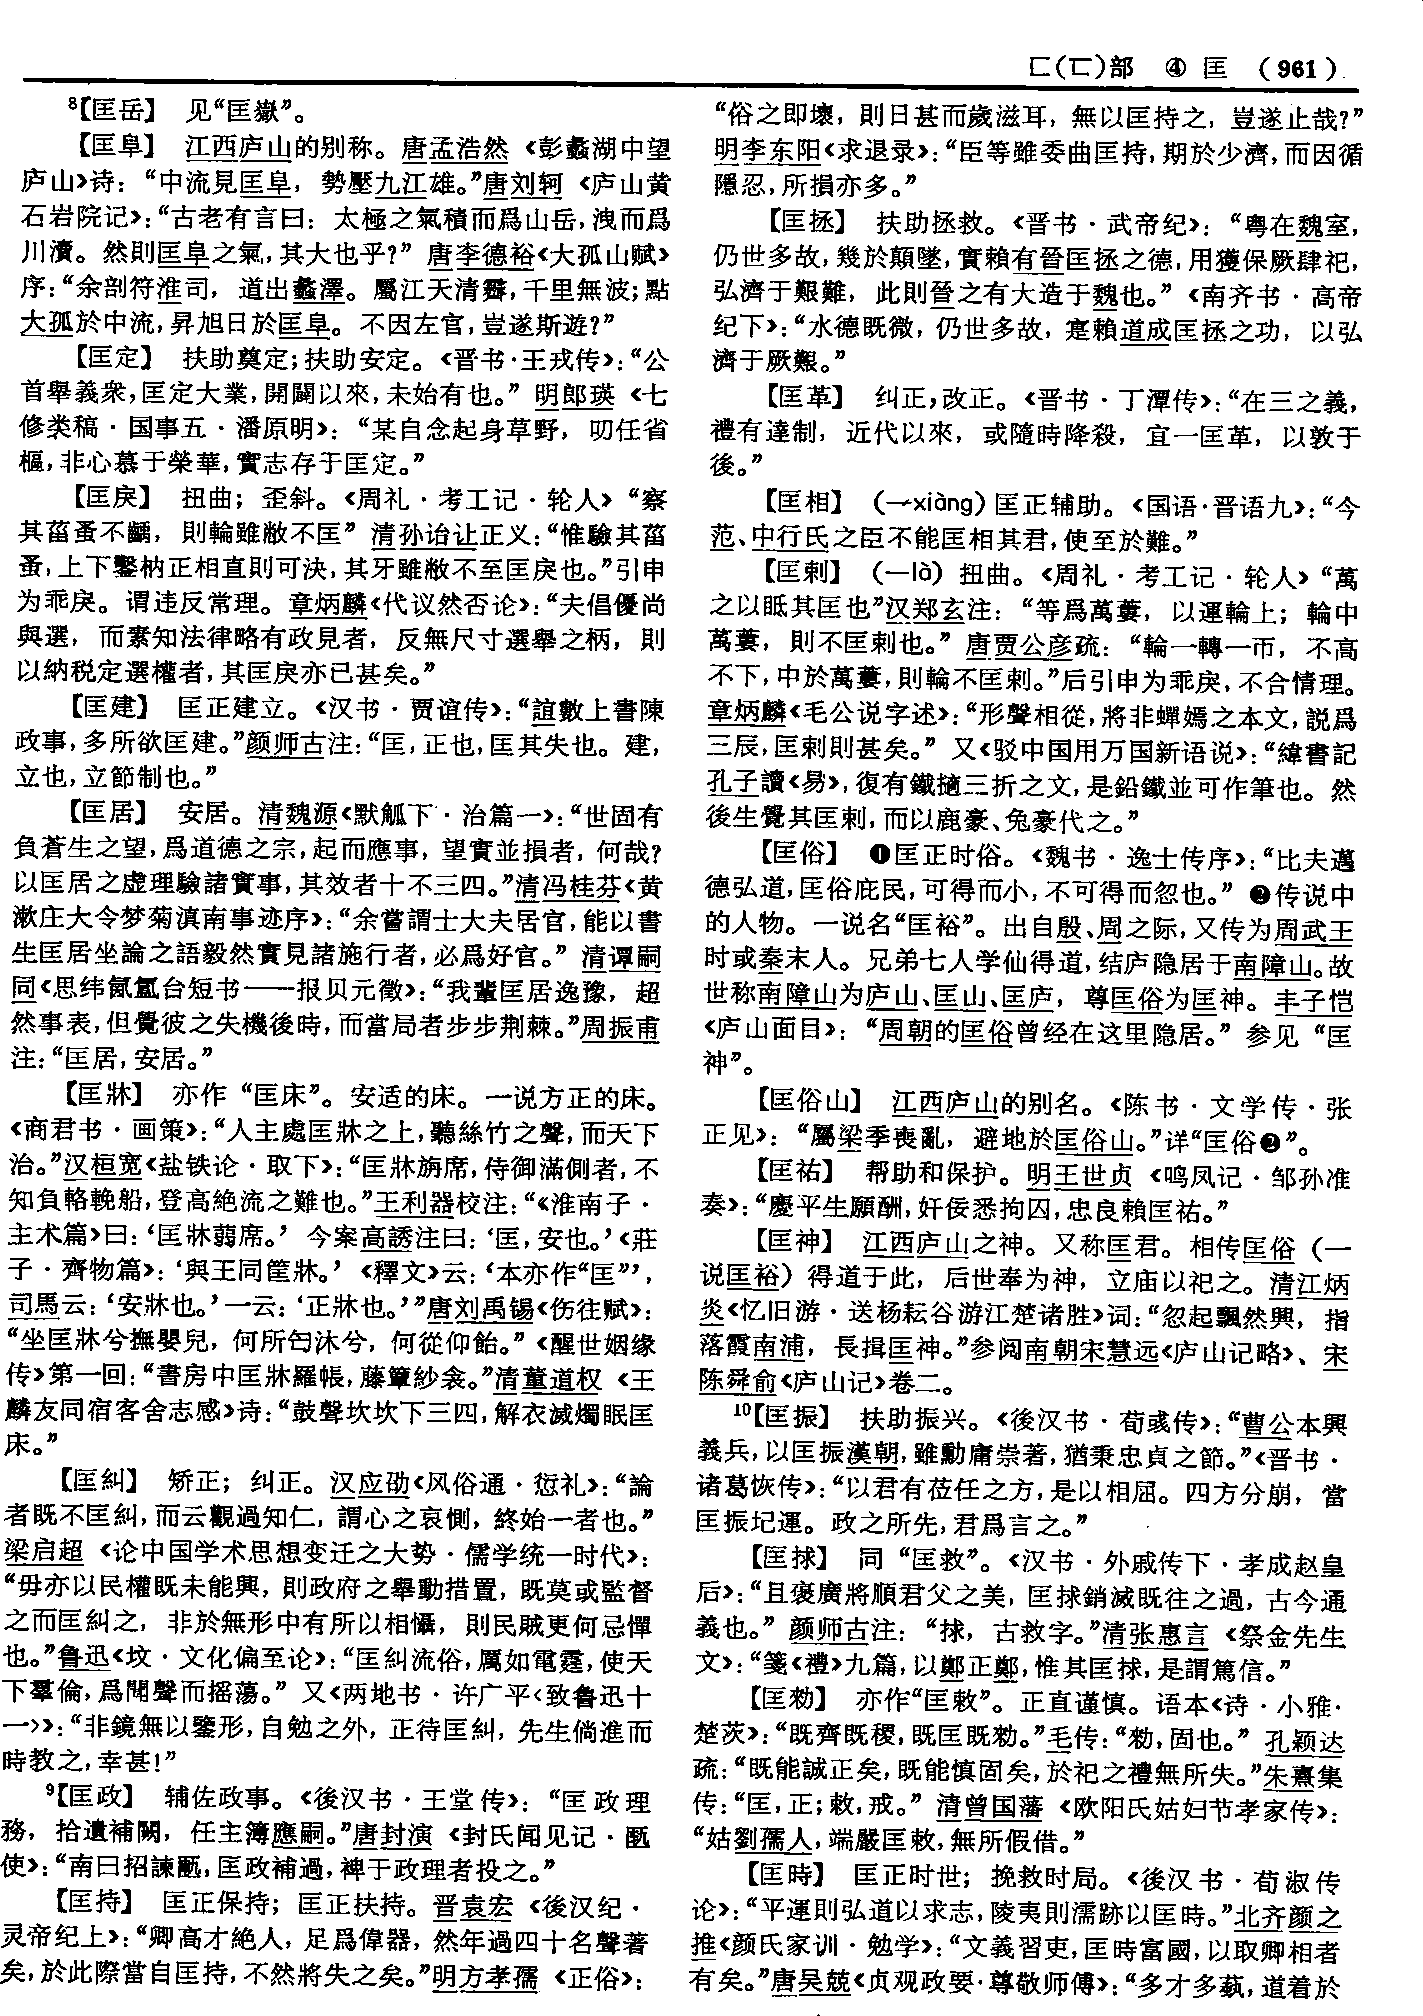 匚(匸)部　④　匡　(961)
⁸【匡岳】　见“匡嶽”。
【匡阜】　江西庐山的别称。唐孟浩然《彭蠡湖中望
庐山》诗：“中流見匡阜，勢壓九江雄。”唐刘轲《庐山黄
石岩院记》：“古老有言曰：太極之氣積而爲山岳，洩而爲
川瀆。然則匡阜之氣，其大也乎？”唐李德裕《大孤山赋》
序：“余剖符淮甸，道出蠡澤。屬江天清霽，千里無波；點
大孤於中流，昇旭日於匡阜。不因左官，豈遂斯遊？”
【匡定】　扶助奠定；扶助安定。《晋书·王戎传》：“公
首舉義衆，匡定大業，開闢以來，未始有也。”明郎瑛《七
修类稿·国事五·潘原明》：“某自念起身草野，叨任省
樞，非心慕于榮華，實志存于匡定。”
【匡戾】　扭曲；歪斜。《周礼·考工记·轮人》“察
其菑蚤不齵，則輪雖敝不匡”清孙诒让正义：“惟驗其菑
蚤，上下鑿枘正相直則可決，其牙雖敝不至匡戾也。”引申
为乖戾。谓违反常理。章炳麟《代议然否论》：“夫倡優尚
與選，而素知法律略有政見者，反無尺寸選舉之柄，則
以納税定選權者，其匡戾亦已甚矣。”
【匡建】　匡正建立。《汉书·贾谊传》：“誼數上書陳
政事，多所欲匡建。”颜师古注：“匡，正也，匡其失也。建，
立也，立節制也。”
【匡居】　安居。清魏源《默觚下·治篇一》：“世固有
負蒼生之望，爲道德之宗，起而應事，望實並損者，何哉？
以匡居之虚理驗諸實事，其效者十不三四。”清冯桂芬《黄
漱庄大令梦菊滇南事迹序》：“余嘗謂士大夫居官，能以書
生匡居坐論之語毅然實見諸施行者，必爲好官。”清谭嗣
同《思纬氤氲台短书——报贝元徵》：“我輩匡居逸豫，超
然事表，但覺彼之失機後時，而當局者步步荆棘。”周振甫
注：“匡居，安居。”
【匡牀】　亦作“匡床”。安适的床。一说方正的床。
《商君书·画策》：“人主處匡牀之上，聽絲竹之聲，而天下
治。”汉桓宽《盐铁论·取下》：“匡牀旃席，侍御滿側者，不
知負輅輓船，登高絶流之難也。”王利器校注：“《淮南子·
主术篇》曰：‘匡牀蒻席。’今案高誘注曰：‘匡，安也。’《莊
子·齊物篇》：‘與王同筐牀。’《釋文》云：‘本亦作“匡”’，
司馬云：‘安牀也。’一云：‘正牀也。’”唐刘禹锡《伤往赋》：
“坐匡牀兮撫嬰兒，何所匄沐兮，何從仰飴。”《醒世姻缘
传》第一回：“書房中匡牀羅帳，藤簟紗衾。”清董道权《王
麟友同宿客舍志感》诗：“鼓聲坎坎下三四，解衣滅燭眠匡
床。”
【匡糾】　矫正；纠正。汉应劭《风俗通·愆礼》：“論
者既不匡糾，而云觀過知仁，謂心之哀惻，終始一者也。”
梁启超《论中国学术思想变迁之大势·儒学统一时代》：
“毋亦以民權既未能興，則政府之舉動措置，既莫或監督
之而匡糾之，非於無形中有所以相懾，則民賊更何忌憚
也。”鲁迅《坟·文化偏至论》：“匡糾流俗，厲如電霆，使天
下羣倫，爲聞聲而摇蕩。”又《两地书·许广平〈致鲁迅十
一〉》：“非鏡無以鑒形，自勉之外，正待匡糾，先生倘進而
時教之，幸甚！”
⁹【匡政】　辅佐政事。《後汉书·王堂传》：“匡政理
務，拾遺補闕，任主簿應嗣。”唐封演《封氏闻见记·匦
使》：“南曰招諫匭，匡政補過，裨于政理者投之。”
【匡持】　匡正保持；匡正扶持。晋袁宏《後汉纪·
灵帝纪上》：“卿高才絶人，足爲偉器，然年過四十名聲著
矣，於此際當自匡持，不然將失之矣。”明方孝孺《正俗》：
“俗之即壞，則日甚而歲滋耳，無以匡持之，豈遂止哉？”
明李东阳《求退录》：“臣等雖委曲匡持，期於少濟，而因循
隱忍，所損亦多。”
【匡拯】　扶助拯救。《晋书·武帝纪》：“粤在魏室，
仍世多故，幾於顛墜，實賴有晉匡拯之德，用獲保厥肆祀，
弘濟于艱難，此則晉之有大造于魏也。”《南齐书·高帝
纪下》：“水德既微，仍世多故，寔賴道成匡拯之功，以弘
濟于厥艱。”
【匡革】　纠正，改正。《晋书·丁潭传》：“在三之義，
禮有達制，近代以來，或隨時降殺，宜一匡革，以敦于
後。”
【匡相】　(一xiàng) 匡正辅助。《国语·晋语九》：“今
范、中行氏之臣不能匡相其君，使至於難。”
【匡剌】　(一là) 扭曲。《周礼·考工记·轮人》“萬
之以眡其匡也”汉郑玄注：“等爲萬蔞，以運輪上；輪中
萬蔞，則不匡剌也。”唐贾公彦疏：“輪一轉一帀，不高
不下，中於萬蔞，則輪不匡剌。”后引申为乖戾，不合情理。
章炳麟《毛公说字述》：“形聲相從，將非蟬嫣之本文，説爲
三辰，匡剌則甚矣。”又《驳中国用万国新语说》：“緯書記
孔子讀《易》，復有鐵擿三折之文，是鉛鐵並可作筆也。然
後生覺其匡剌，而以鹿豪、兔豪代之。”
【匡俗】　❶匡正时俗。《魏书·逸士传序》：“比夫邁
德弘道，匡俗庇民，可得而小，不可得而忽也。”❷传说中
的人物。一说名“匡裕”。出自殷、周之际，又传为周武王
时或秦末人。兄弟七人学仙得道，结庐隐居于南障山。故
世称南障山为庐山、匡山、匡庐，尊匡俗为匡神。丰子恺
《庐山面目》：“周朝的匡俗曾经在这里隐居。”参见“匡
神”。
【匡俗山】　江西庐山的别名。《陈书·文学传·张
正见》：“屬梁季喪亂，避地於匡俗山。”详“匡俗❷”。
【匡祐】　帮助和保护。明王世贞《鸣凤记·邹孙准
奏》：“慶平生願酬，奸佞悉拘囚，忠良賴匡祐。”
【匡神】　江西庐山之神。又称匡君。相传匡俗（一
说匡裕）得道于此，后世奉为神，立庙以祀之。清江炳
炎《忆旧游·送杨耘谷游江楚诸胜》词：“忽起飄然興，指
落霞南浦，長揖匡神。”参阅南朝宋慧远《庐山记略》、宋
陈舜俞《庐山记》卷二。
¹⁰【匡振】　扶助振兴。《後汉书·荀彧传》：“曹公本興
義兵，以匡振漢朝，雖勳庸崇著，猶秉忠貞之節。”《晋书·
诸葛恢传》：“以君有莅任之方，是以相屈。四方分崩，當
匡振圮運。政之所先，君爲言之。”
【匡捄】　同“匡救”。《汉书·外戚传下·孝成赵皇
后》：“且褒廣將順君父之美，匡捄銷滅既往之過，古今通
義也。”颜师古注：“捄，古救字。”清张惠言《祭金先生
文》：“箋《禮》九篇，以鄭正鄭，惟其匡捄，是謂篤信。”
【匡勑】　亦作“匡敕”。正直谨慎。语本《诗·小雅·
楚茨》：“既齊既稷，既匡既勑。”毛传：“勑，固也。”孔颖达
疏：“既能誠正矣，既能慎固矣，於祀之禮無所失。”朱熹集
传：“匡，正；敕，戒。”清曾国藩《欧阳氏姑妇节孝家传》：
“姑劉孺人，端嚴匡敕，無所假借。”
【匡時】　匡正时世；挽救时局。《後汉书·荀淑传
论》：“平運則弘道以求志，陵夷則濡跡以匡時。”北齐颜之
推《颜氏家训·勉学》：“文義習吏，匡時富國，以取卿相者
有矣。”唐吴兢《贞观政要·尊敬师傅》：“多才多蓺，道着於